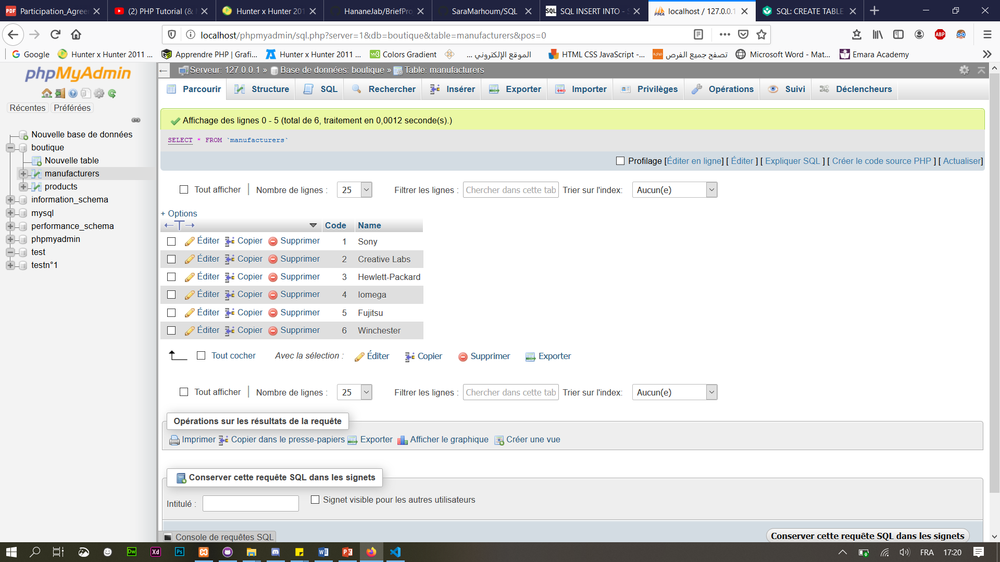 Participation_Agree
(2) PHP Tutorial (&
Hunter x Hunter 201
HananeJab/BriefPro
SaraMarhoum/SQL
SQL INSERT INTO -
localhost / 127.0.0.1
SQL: CREATE TABLE
localhost/phpmyadmin/sql.php?server=1&db=boutique&table=manufacturers&pos=0
ABP
Google
Hunter x Hunter 2011 ...
Apprendre PHP | Grafi...
Hunter x Hunter 2011 ...
Colors Gradient
الموقع الإلكتروني ...
HTML CSS JavaScript -...
تصفح جميع الفرص
Microsoft Word - Mat...
Emara Academy
phpMyAdmin
Récentes Préférées
Nouvelle base de données
boutique
Nouvelle table
manufacturers
products
information_schema
mysql
performance_schema
phpmyadmin
test
testn°1
Serveur: 127.0.0.1 » Base de données: boutique » Table: manufacturers
Parcourir Structure SQL Rechercher Insérer Exporter Importer Privilèges Opérations Suivi Déclencheurs
Affichage des lignes 0 - 5 (total de 6, traitement en 0,0012 seconde(s).)
SELECT * FROM `manufacturers`
Profilage [Éditer en ligne] [ Éditer ] [ Expliquer SQL ] [ Créer le code source PHP ] [ Actualiser]
Tout afficher | Nombre de lignes : 25 Filtrer les lignes : Chercher dans cette tab Trier sur l'index: Aucun(e)
+ Options
Code Name
Éditer Copier Supprimer 1 Sony
Éditer Copier Supprimer 2 Creative Labs
Éditer Copier Supprimer 3 Hewlett-Packard
Éditer Copier Supprimer 4 Iomega
Éditer Copier Supprimer 5 Fujitsu
Éditer Copier Supprimer 6 Winchester
Tout cocher Avec la sélection : Éditer Copier Supprimer Exporter
Tout afficher | Nombre de lignes : 25 Filtrer les lignes : Chercher dans cette tab Trier sur l'index: Aucun(e)
Opérations sur les résultats de la requête
Imprimer Copier dans le presse-papiers Exporter Afficher le graphique Créer une vue
Conserver cette requête SQL dans les signets
Intitulé : Signet visible pour les autres utilisateurs
Console de requêtes SQL
Conserver cette requête SQL dans les signets
FRA 17:20